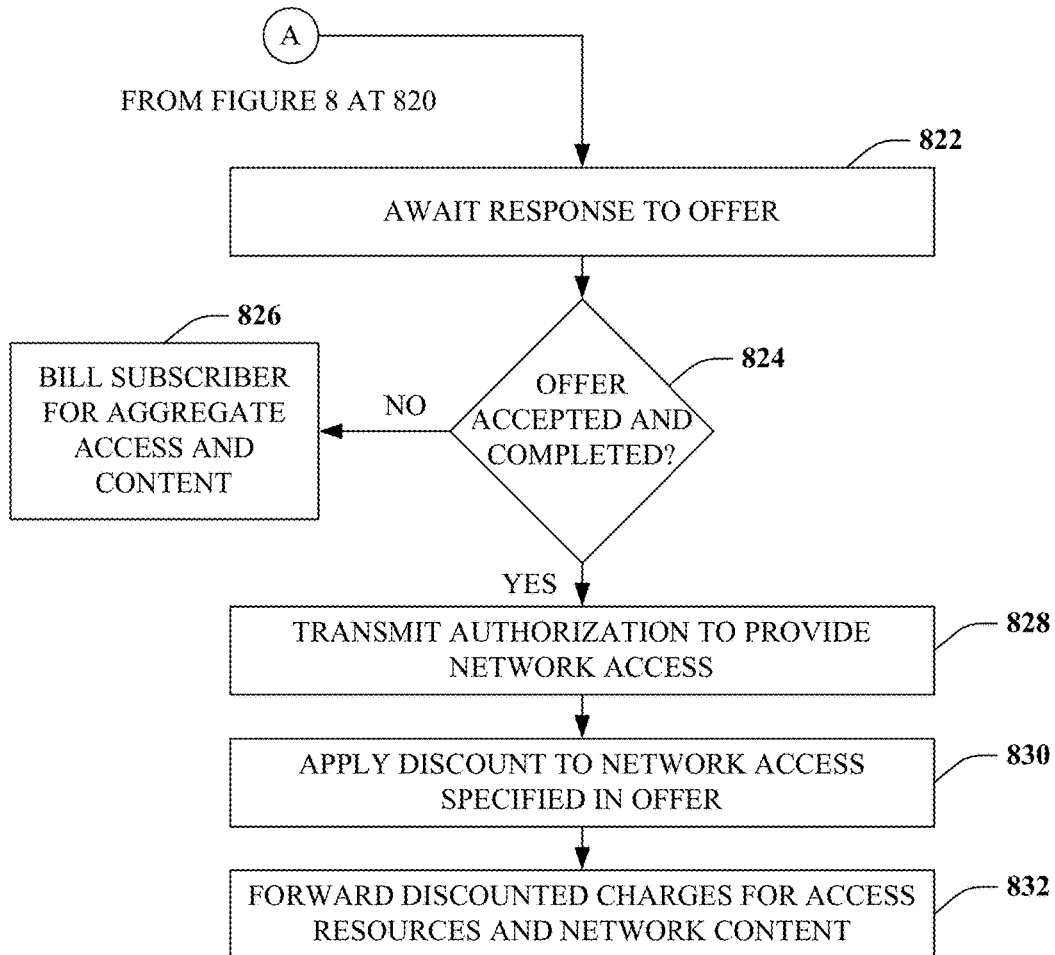 A
FROM FIGURE 8 AT 820
822
AWAIT RESPONSE TO OFFER
826
BILL SUBSCRIBER
FOR AGGREGATE
ACCESS AND
CONTENT
NO
824
OFFER
ACCEPTED AND
COMPLETED?
YES
828
TRANSMIT AUTHORIZATION TO PROVIDE
NETWORK ACCESS
830
APPLY DISCOUNT TO NETWORK ACCESS
SPECIFIED IN OFFER
832
FORWARD DISCOUNTED CHARGES FOR ACCESS
RESOURCES AND NETWORK CONTENT